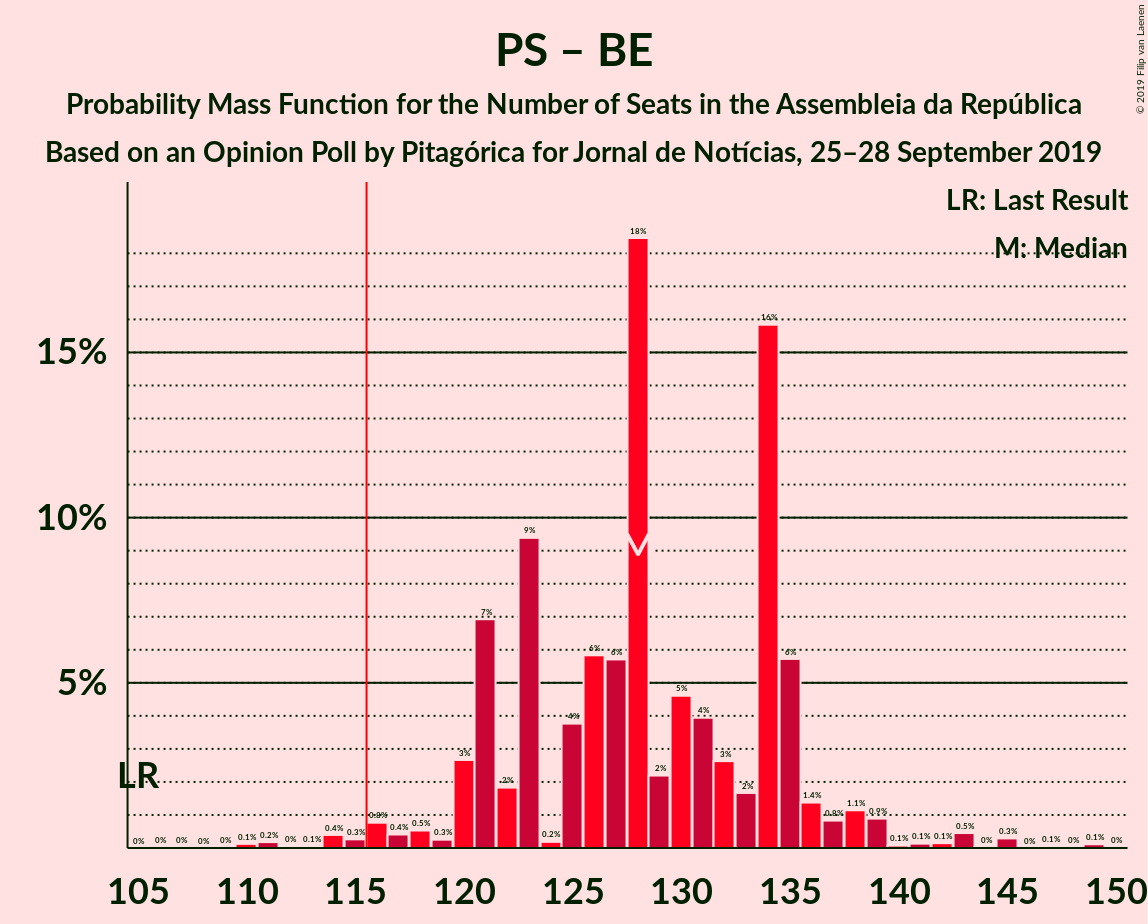 PS – BE
Probability Mass Function for the Number of Seats in the Assembleia da República
Based on an Opinion Poll by Pitagórica for Jornal de Notícias, 25–28 September 2019
© 2019 Filip van Laenen
LR: Last Result
M: Median
15%
10%
5%
LR
0% 0% 0% 0% 0% 0.1% 0.2% 0% 0.1% 0.4% 0.3% 0.8% 0.4% 0.5% 0.3% 3% 7% 2% 9% 0.2% 4% 6% 6% 18% 2% 5% 4% 3% 2% 16% 6% 1.4% 0.8% 1.1% 0.9% 0.1% 0.1% 0.1% 0.5% 0% 0.3% 0% 0.1% 0% 0.1% 0%
105 110 115 120 125 130 135 140 145 150